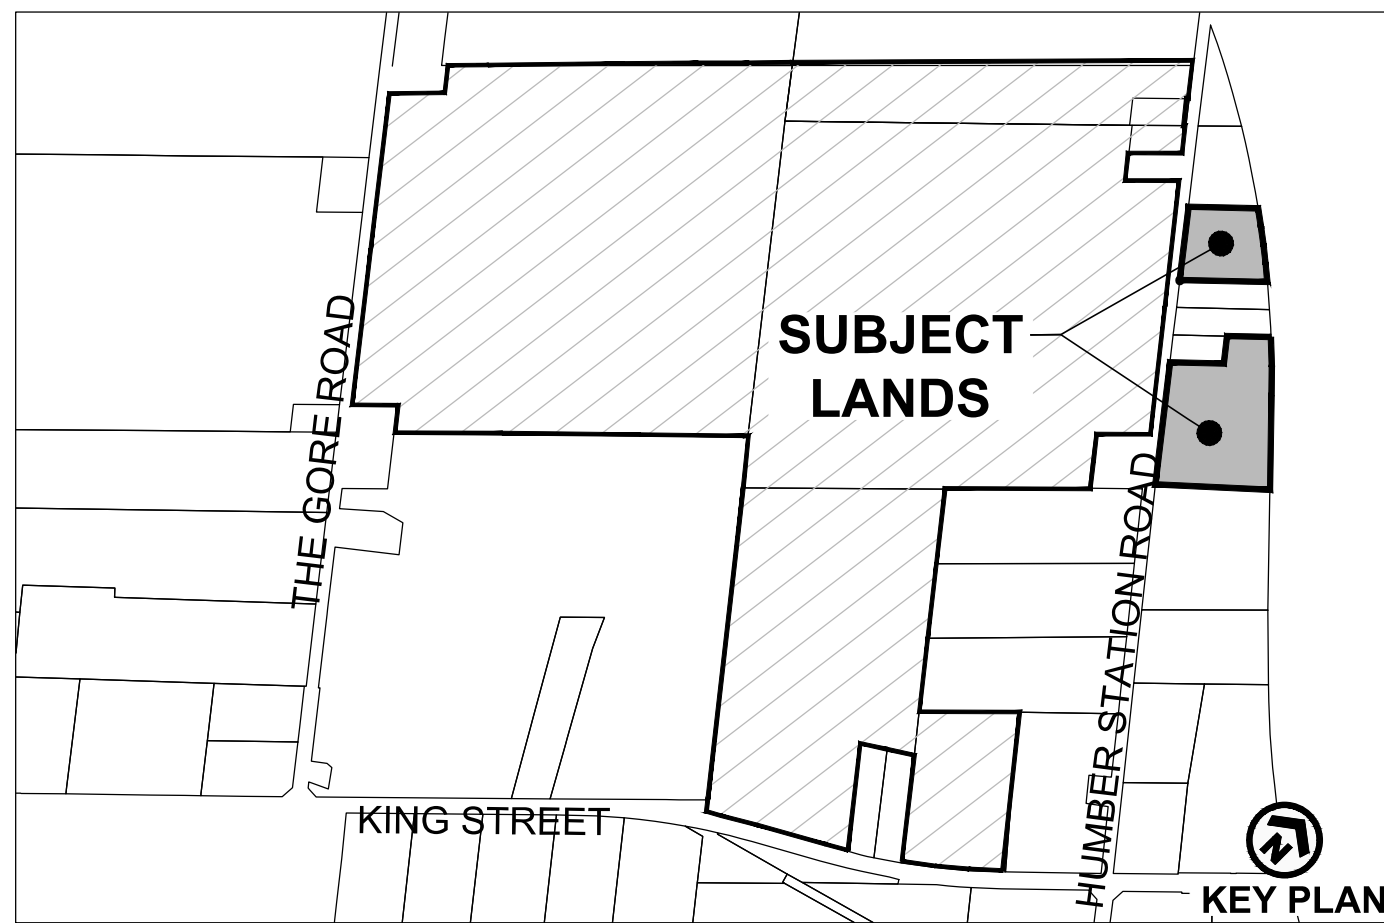 SUBJECT
LANDS
THE GORE ROAD
HUMBER STATION ROAD
KING STREET
N
KEY PLAN